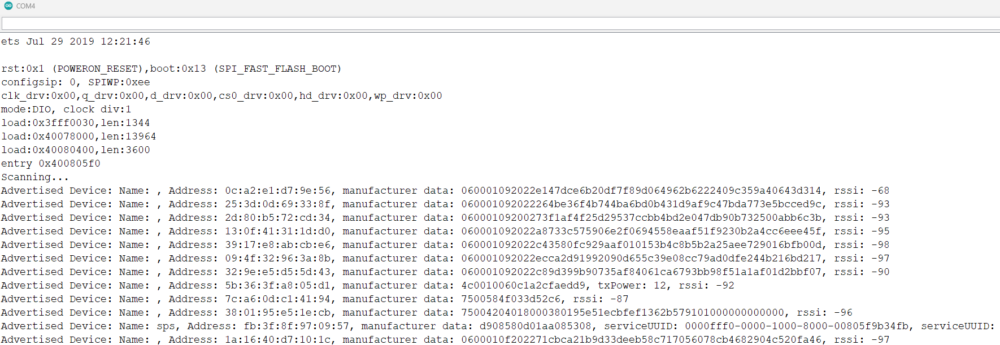 COM4
ets Jul 29 2019 12:21:46
rst:0x1 (POWERON_RESET),boot:0x13 (SPI_FAST_FLASH_BOOT)
configsip: 0, SPIWP:0xee
clk_drv:0x00,q_drv:0x00,d_drv:0x00,cs0_drv:0x00,hd_drv:0x00,wp_drv:0x00
mode:DIO, clock div:1
load:0x3fff0030,len:1344
load:0x40078000,len:13964
load:0x40080400,len:3600
entry 0x400805f0
Scanning...
Advertised Device: Name: , Address: 0c:a2:e1:d7:9e:56, manufacturer data: 060001092022e147dce6b20df7f89d064962b6222409c359a40643d314, rssi: -68
Advertised Device: Name: , Address: 25:3d:0d:69:33:8f, manufacturer data: 060001092022264be36f4b744ba6bd0b431d9af9c47bda773e5bcced9c, rssi: -93
Advertised Device: Name: , Address: 2d:80:b5:72:cd:34, manufacturer data: 06000109200273f1af4f25d29537ccbb4bd2e047db90b732500abb6c3b, rssi: -93
Advertised Device: Name: , Address: 13:0f:41:31:1d:d0, manufacturer data: 060001092022a8733c575906e2f0694558eaaf51f9230b2a4cc6eee45f, rssi: -95
Advertised Device: Name: , Address: 39:17:e8:ab:cb:e6, manufacturer data: 060001092022c43580fc929aaf010153b4c8b5b2a25aee729016bfb00d, rssi: -98
Advertised Device: Name: , Address: 09:4f:32:96:3a:8b, manufacturer data: 060001092022ecca2d91992090d655c39e08cc79ad0dfe244b216bd217, rssi: -97
Advertised Device: Name: , Address: 32:9e:e5:d5:5d:43, manufacturer data: 060001092022c89d399b90735af84061ca6793bb98f51a1af01d2bbf07, rssi: -90
Advertised Device: Name: , Address: 5b:36:3f:a8:05:d1, manufacturer data: 4c0010060c1a2cfaedd9, txPower: 12, rssi: -92
Advertised Device: Name: , Address: 7c:a6:0d:c1:41:94, manufacturer data: 7500584f033d52c6, rssi: -87
Advertised Device: Name: , Address: 38:01:95:e5:1e:cb, manufacturer data: 75004204018000380195e51ecbfef1362b579101000000000000, rssi: -96
Advertised Device: Name: sps, Address: fb:3f:8f:97:09:57, manufacturer data: d908580d01aa085308, serviceUUID: 0000fff0-0000-1000-8000-00805f9b34fb, serviceUUID:
Advertised Device: Name: , Address: 1a:16:40:d7:10:1c, manufacturer data: 0600010f202271cbca21b9d33deeb58c717056078cb4682904c520fa46, rssi: -97